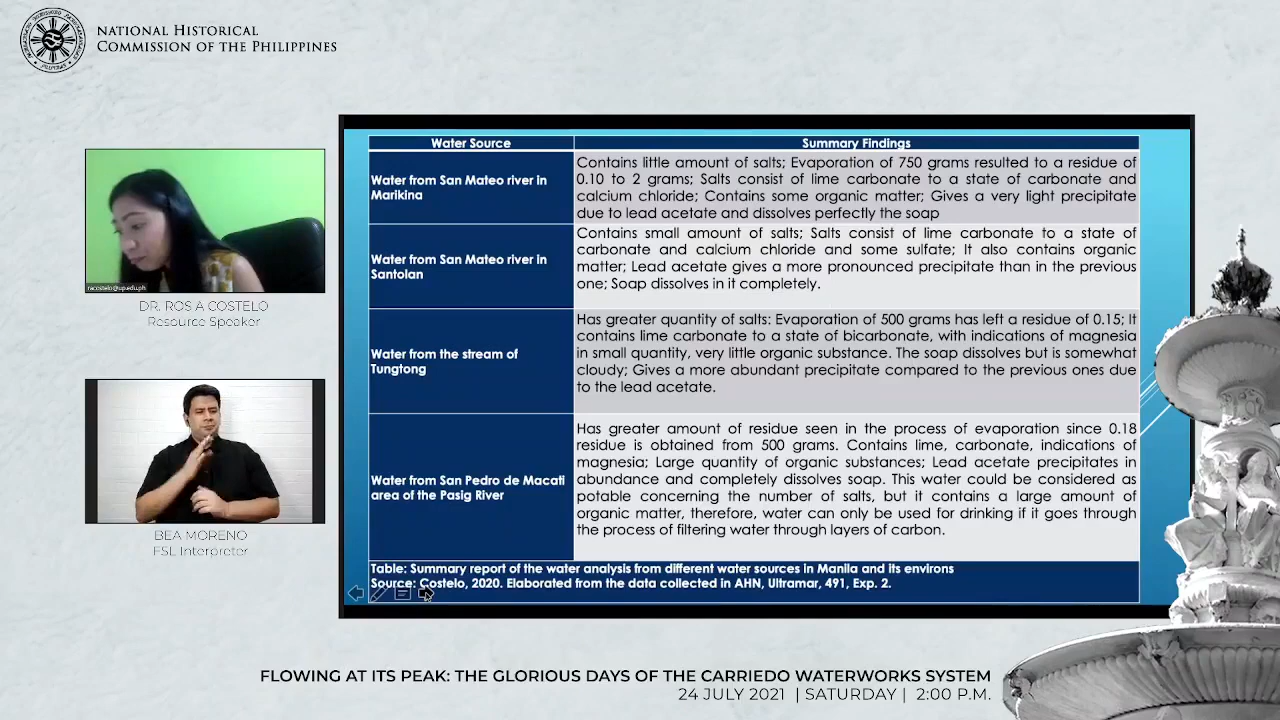 NATIONAL HISTORICAL
COMMISSION OF THE PHILIPPINES
Water Source
Summary Findings
Water from San Mateo river in
Marikina
Contains little amount of salts; Evaporation of 750 grams resulted to a residue of
0.10 to 2 grams; Salts consist of lime carbonate to a state of carbonate and
calcium chloride; Contains some organic matter; Gives a very light precipitate
due to lead acetate and dissolves perfectly the soap
Water from San Mateo river in
Santolan
Contains small amount of salts; Salts consist of lime carbonate to a state of
carbonate and calcium chloride and some sulfate; It also contains organic
matter; Lead acetate gives a more pronounced precipitate than in the previous
one; Soap dissolves in it completely.
Water from the stream of
Tungtong
Has greater quantity of salts: Evaporation of 500 grams has left a residue of 0.15; It
contains lime carbonate to a state of bicarbonate, with indications of magnesia
in small quantity, very little organic substance. The soap dissolves but is somewhat
cloudy; Gives a more abundant precipitate compared to the previous ones due
to the lead acetate.
Water from San Pedro de Macati
area of the Pasig River
Has greater amount of residue seen in the process of evaporation since 0.18
residue is obtained from 500 grams. Contains lime, carbonate, indications of
magnesia; Large quantity of organic substances; Lead acetate precipitates in
abundance and completely dissolves soap. This water could be considered as
potable concerning the number of salts, but it contains a large amount of
organic matter, therefore, water can only be used for drinking if it goes through
the process of filtering water through layers of carbon.
Table: Summary report of the water analysis from different water sources in Manila and its environs
Source: Costelo, 2020. Elaborated from the data collected in AHN, Ultramar, 491, Exp. 2.
racostelo@up.edu.ph
DR. ROS A COSTELO
Resource Speaker
BEA MORENO
FSL Interpreter
FLOWING AT ITS PEAK: THE GLORIOUS DAYS OF THE CARRIEDO WATERWORKS SYSTEM
24 JULY 2021 | SATURDAY | 2:00 P.M.